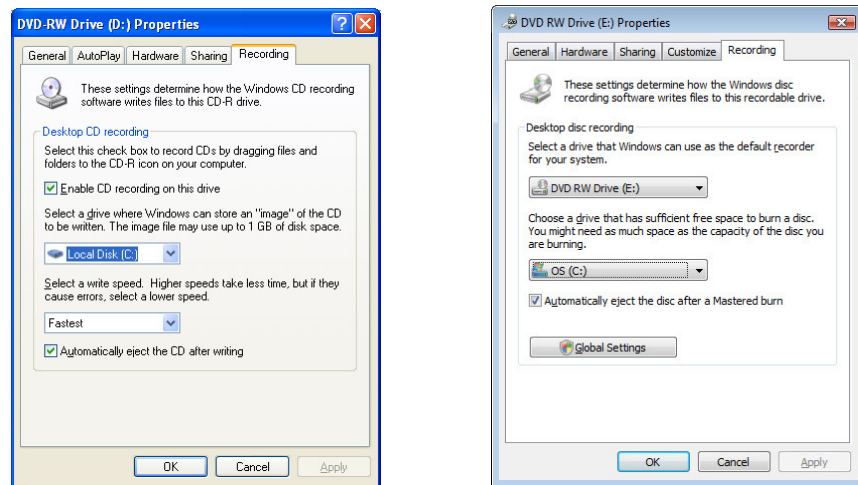 DVD-RW Drive (D:) Properties
General AutoPlay Hardware Sharing Recording
These settings determine how the Windows CD recording
software writes files to this CD-R drive.
Desktop CD recording
Select this check box to record CDs by dragging files and
folders to the CD-R icon on your computer.
Enable CD recording on this drive
Select a drive where Windows can store an "image" of the CD
to be written. The image file may use up to 1 GB of disk space.
Local Disk (C:)
Select a write speed. Higher speeds take less time, but if they
cause errors, select a lower speed.
Fastest
Automatically eject the CD after writing
OK Cancel Apply
DVD RW Drive (E:) Properties
General Hardware Sharing Customize Recording
These settings determine how the Windows disc
recording software writes files to this recordable drive.
Desktop disc recording
Select a drive that Windows can use as the default recorder
for your system.
DVD RW Drive (E:)
Choose a drive that has sufficient free space to burn a disc.
You might need as much space as the capacity of the disc you
are burning.
OS (C:)
Automatically eject the disc after a Mastered burn
Global Settings
OK Cancel Apply